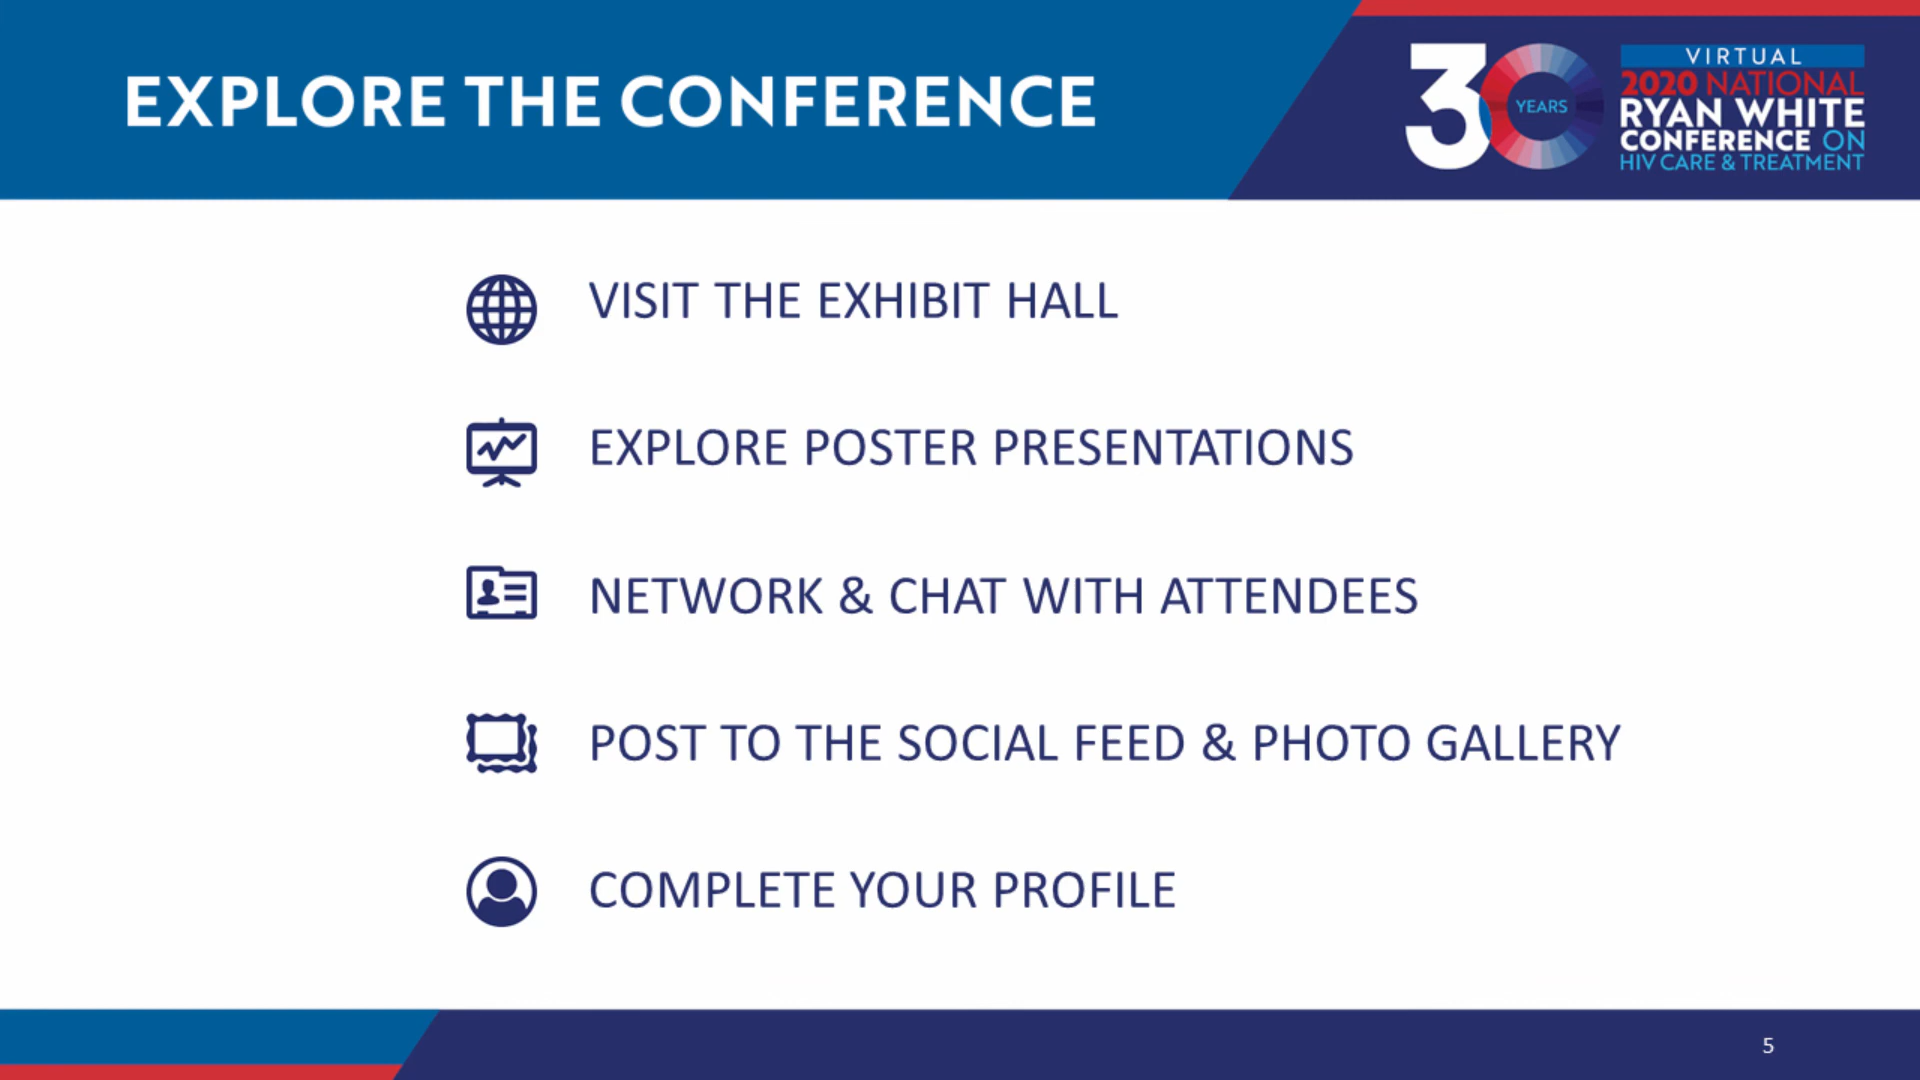 EXPLORE THE CONFERENCE
30
YEARS
VIRTUAL
2020 NATIONAL
RYAN WHITE
CONFERENCE ON
HIV CARE & TREATMENT
VISIT THE EXHIBIT HALL
EXPLORE POSTER PRESENTATIONS
NETWORK & CHAT WITH ATTENDEES
POST TO THE SOCIAL FEED & PHOTO GALLERY
COMPLETE YOUR PROFILE
5